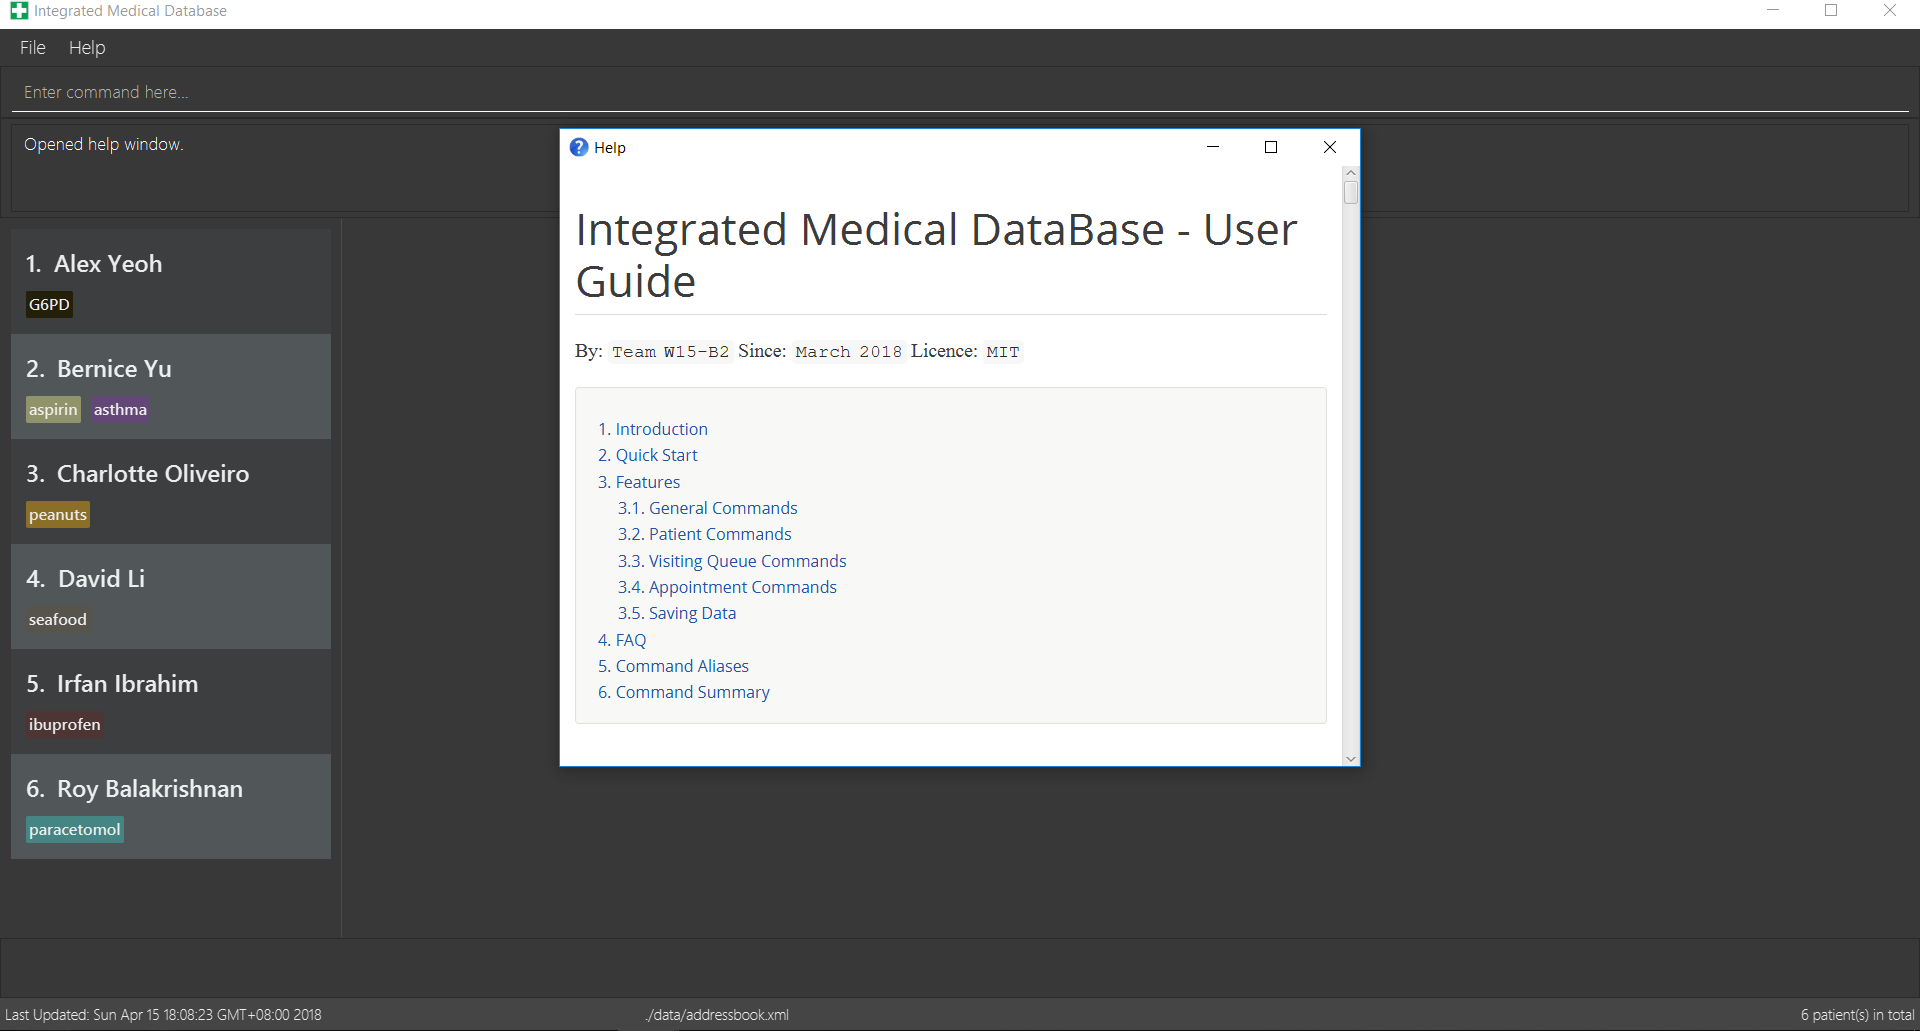 Integrated Medical Database
File Help
Enter command here...
Opened help window.
1. Alex Yeoh
G6PD
2. Bernice Yu
aspirin asthma
3. Charlotte Oliveiro
peanuts
4. David Li
seafood
5. Irfan Ibrahim
ibuprofen
6. Roy Balakrishnan
paracetomol
Help
Integrated Medical DataBase - User
Guide
By: Team W15-B2 Since: March 2018 Licence: MIT
1. Introduction
2. Quick Start
3. Features
3.1. General Commands
3.2. Patient Commands
3.3. Visiting Queue Commands
3.4. Appointment Commands
3.5. Saving Data
4. FAQ
5. Command Aliases
6. Command Summary
Last Updated: Sun Apr 15 18:08:23 GMT+08:00 2018
./data/addressbook.xml
6 patient(s) in total